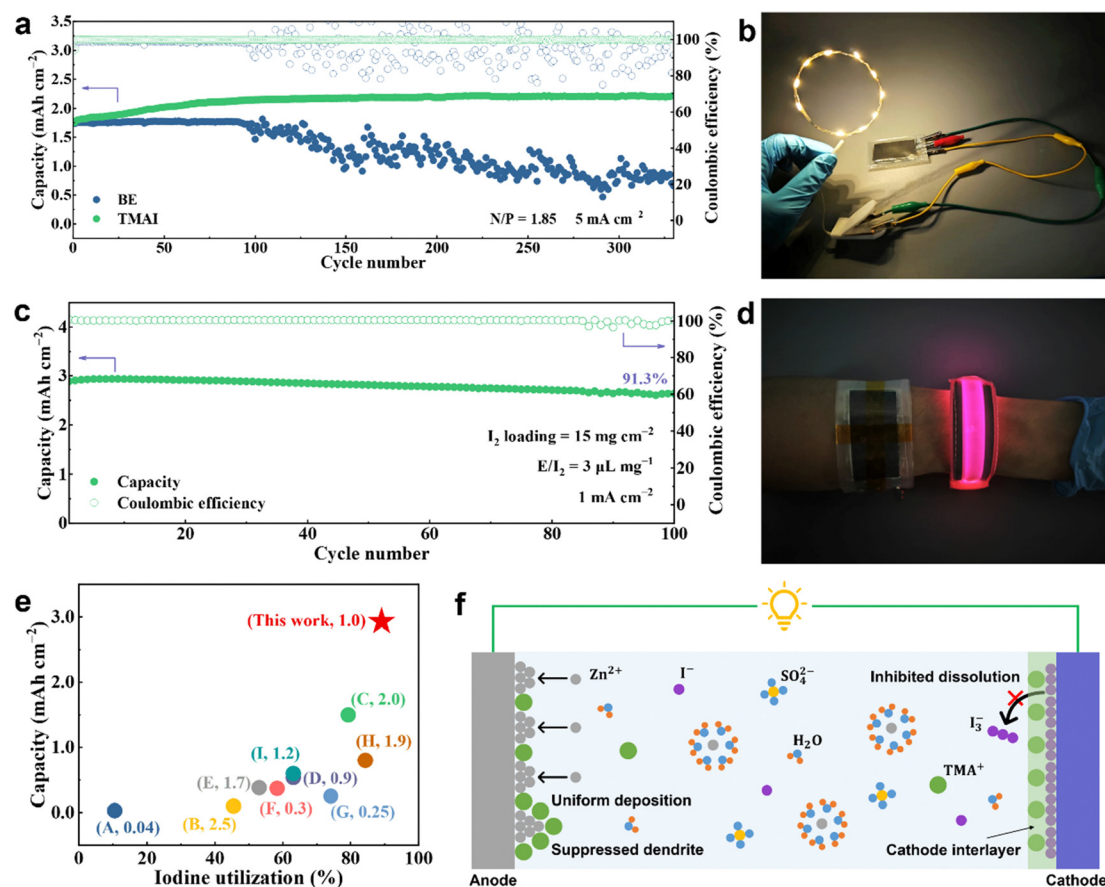 a
3.5
3.0
2.5
2.0
1.5
1.0
0.5
0.0
Capacity (mAh cm⁻²)
100
80
60
40
20
0
Coulombic efficiency (%)
BE
TMAI
N/P = 1.85 5 mA cm⁻²
0 50 100 150 200 250 300
Cycle number
b
c
4
3
2
1
0
Capacity (mAh cm⁻²)
100
80
60
40
20
0
Coulombic efficiency (%)
91.3%
I₂ loading = 15 mg cm⁻²
E/I₂ = 3 μL mg⁻¹
1 mA cm⁻²
Capacity
Coulombic efficiency
20 40 60 80 100
Cycle number
d
e
3.0
2.0
1.0
0.0
Capacity (mAh cm⁻²)
(This work, 1.0)
(C, 2.0)
(H, 1.9)
(I, 1.2)
(E, 1.7)
(D, 0.9)
(F, 0.3)
(G, 0.25)
(A, 0.04)
(B, 2.5)
0 20 40 60 80 100
Iodine utilization (%)
f
Zn²⁺
I⁻
SO₄²⁻
Inhibited dissolution
I₃⁻
H₂O
TMA⁺
Uniform deposition
Suppressed dendrite
Cathode interlayer
Anode
Cathode